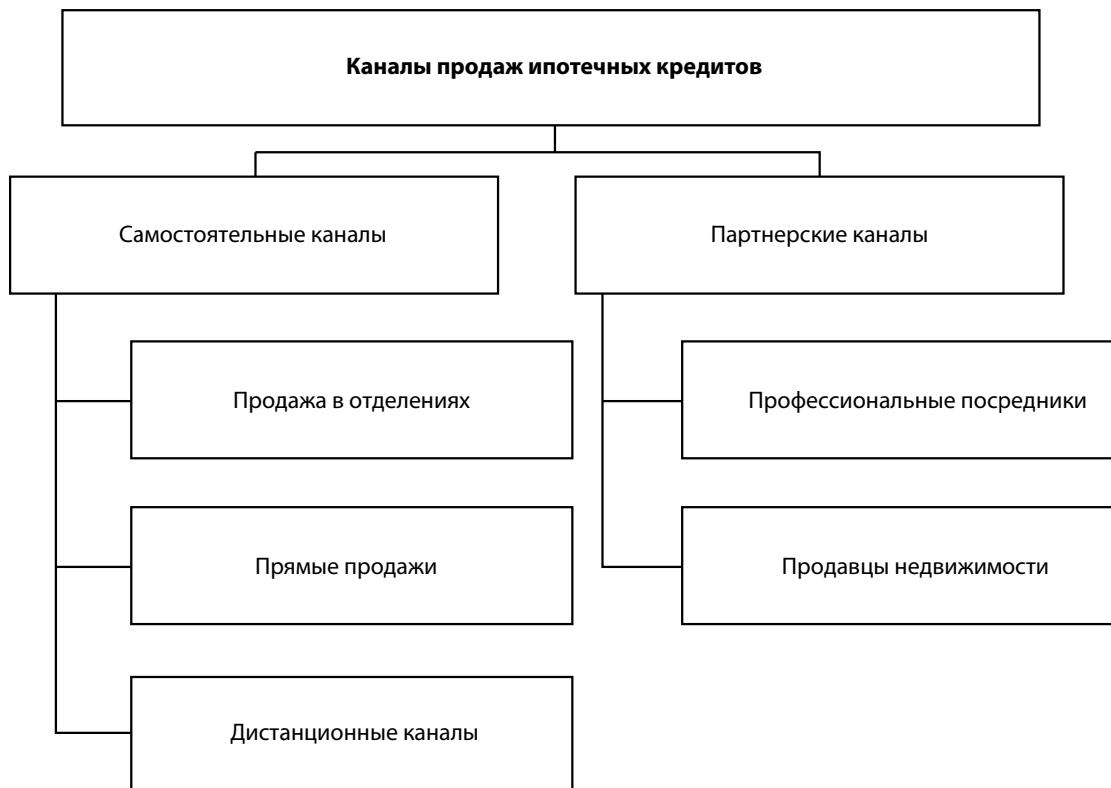 Каналы продаж ипотечных кредитов
Самостоятельные каналы
Партнерские каналы
Продажа в отделениях
Профессиональные посредники
Прямые продажи
Продавцы недвижимости
Дистанционные каналы